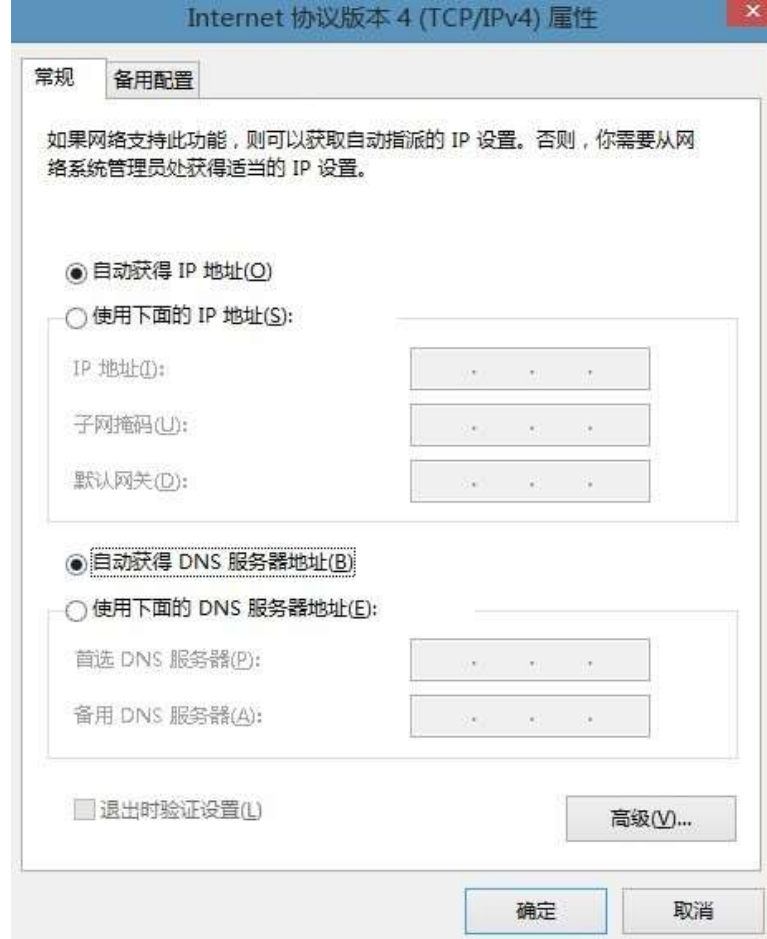 Internet 协议版本 4 (TCP/IPv4) 属性
常规
备用配置
如果网络支持此功能，则可以获取自动指派的 IP 设置。否则，你需要从网
络系统管理员处获得适当的 IP 设置。
自动获得 IP 地址(O)
使用下面的 IP 地址(S):
IP 地址(I):
子网掩码(U):
默认网关(D):
自动获得 DNS 服务器地址(B)
使用下面的 DNS 服务器地址(E):
首选 DNS 服务器(P):
备用 DNS 服务器(A):
退出时验证设置(L)
高级(V)...
确定
取消